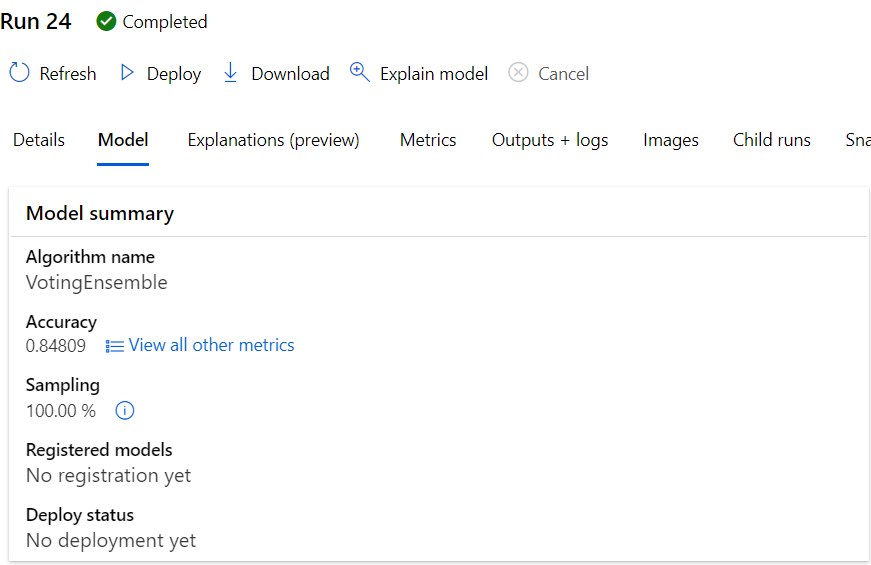 Run 24 Completed
Refresh Deploy Download Explain model Cancel
Details Model Explanations (preview) Metrics Outputs + logs Images Child runs Sna
Model summary
Algorithm name
VotingEnsemble
Accuracy
0.84809 View all other metrics
Sampling
100.00 %
Registered models
No registration yet
Deploy status
No deployment yet